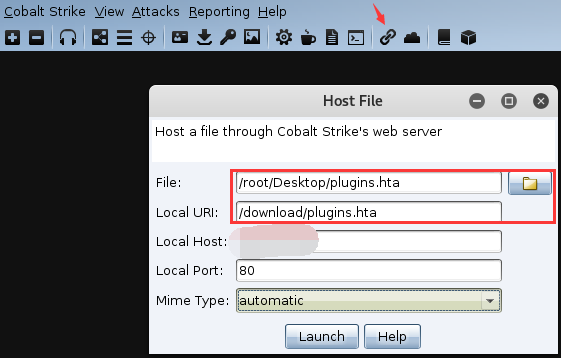 Cobalt Strike View Attacks Reporting Help
Host File
Host a file through Cobalt Strike's web server
File: /root/Desktop/plugins.hta
Local URI: /download/plugins.hta
Local Host:
Local Port: 80
Mime Type: automatic
Launch Help